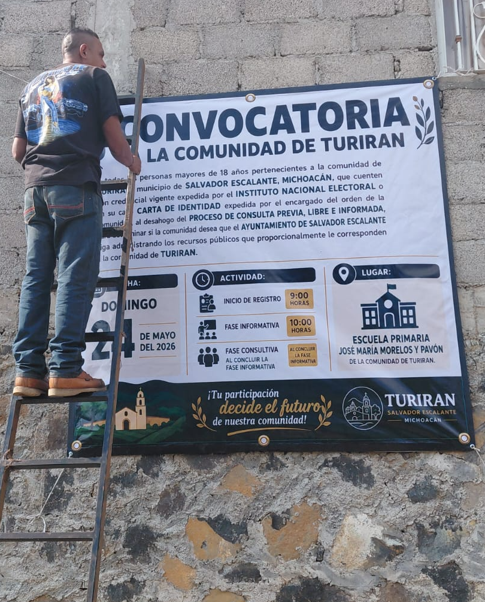 CONVOCATORIA
LA COMUNIDAD DE TURIRAN
personas mayores de 18 años pertenecientes a la comunidad de
municipio de SALVADOR ESCALANTE, MICHOACÁN, que cuenten
credencial vigente expedida por el INSTITUTO NACIONAL ELECTORAL o
CARTA DE IDENTIDAD expedida por el encargado del orden de la
al desahogo del PROCESO DE CONSULTA PREVIA, LIBRE E INFORMADA,
si la comunidad desea que el AYUNTAMIENTO DE SALVADOR ESCALANTE
administrando los recursos públicos que proporcionalmente le corresponden
la comunidad de TURIRAN.
DOMINGO
24 DE MAYO
DEL 2026
ACTIVIDAD:
INICIO DE REGISTRO 9:00
HORAS
FASE INFORMATIVA 10:00
HORAS
FASE CONSULTIVA
AL CONCLUIR LA
FASE INFORMATIVA
AL CONCLUIR
LA FASE
INFORMATIVA
LUGAR:
ESCUELA PRIMARIA
JOSÉ MARÍA MORELOS Y PAVÓN
DE LA COMUNIDAD DE TURIRAN.
¡Tu participación
decide el futuro
de nuestra comunidad!
TURIRAN
SALVADOR ESCALANTE
MICHOACÁN